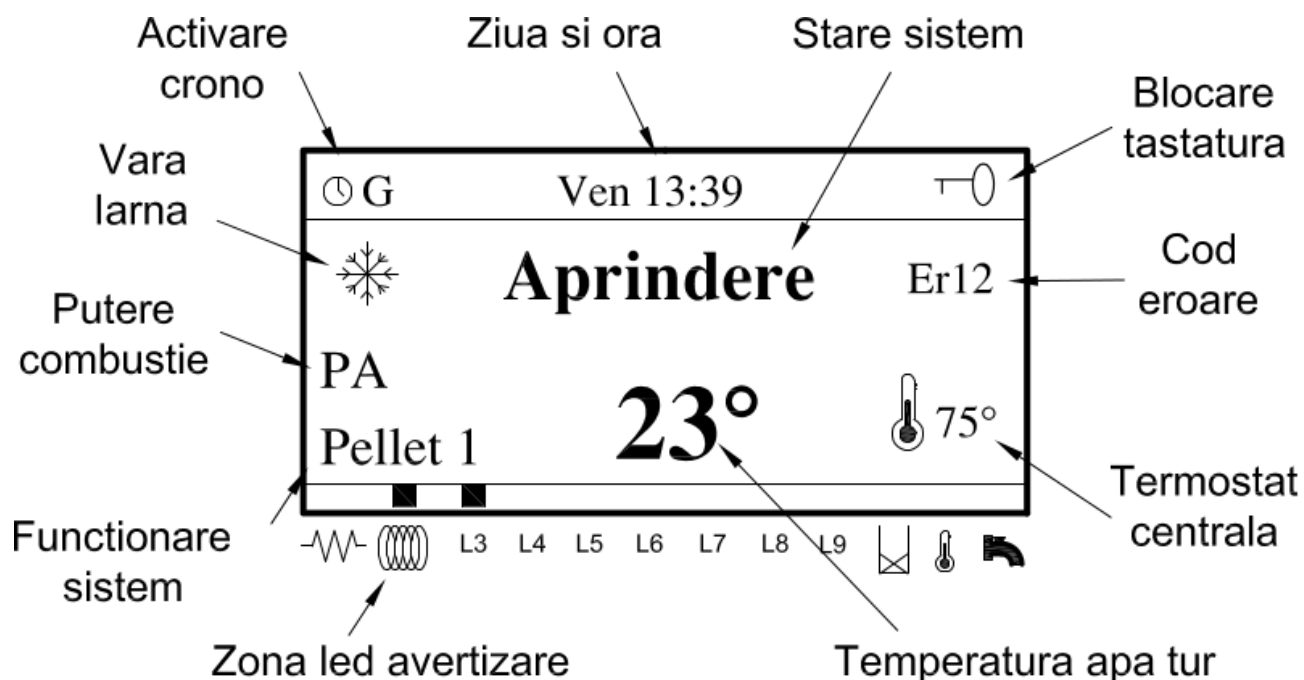 Activare
crono
Ziua si ora
Stare sistem
Blocare
tastatura
Vara
Iarna
G
Ven 13:39
Aprindere
Er12
Cod
eroare
Putere
combustie
PA
23°
75°
Pellet 1
Termostat
centrala
Functionare
sistem
L3 L4 L5 L6 L7 L8 L9
Zona led avertizare
Temperatura apa tur